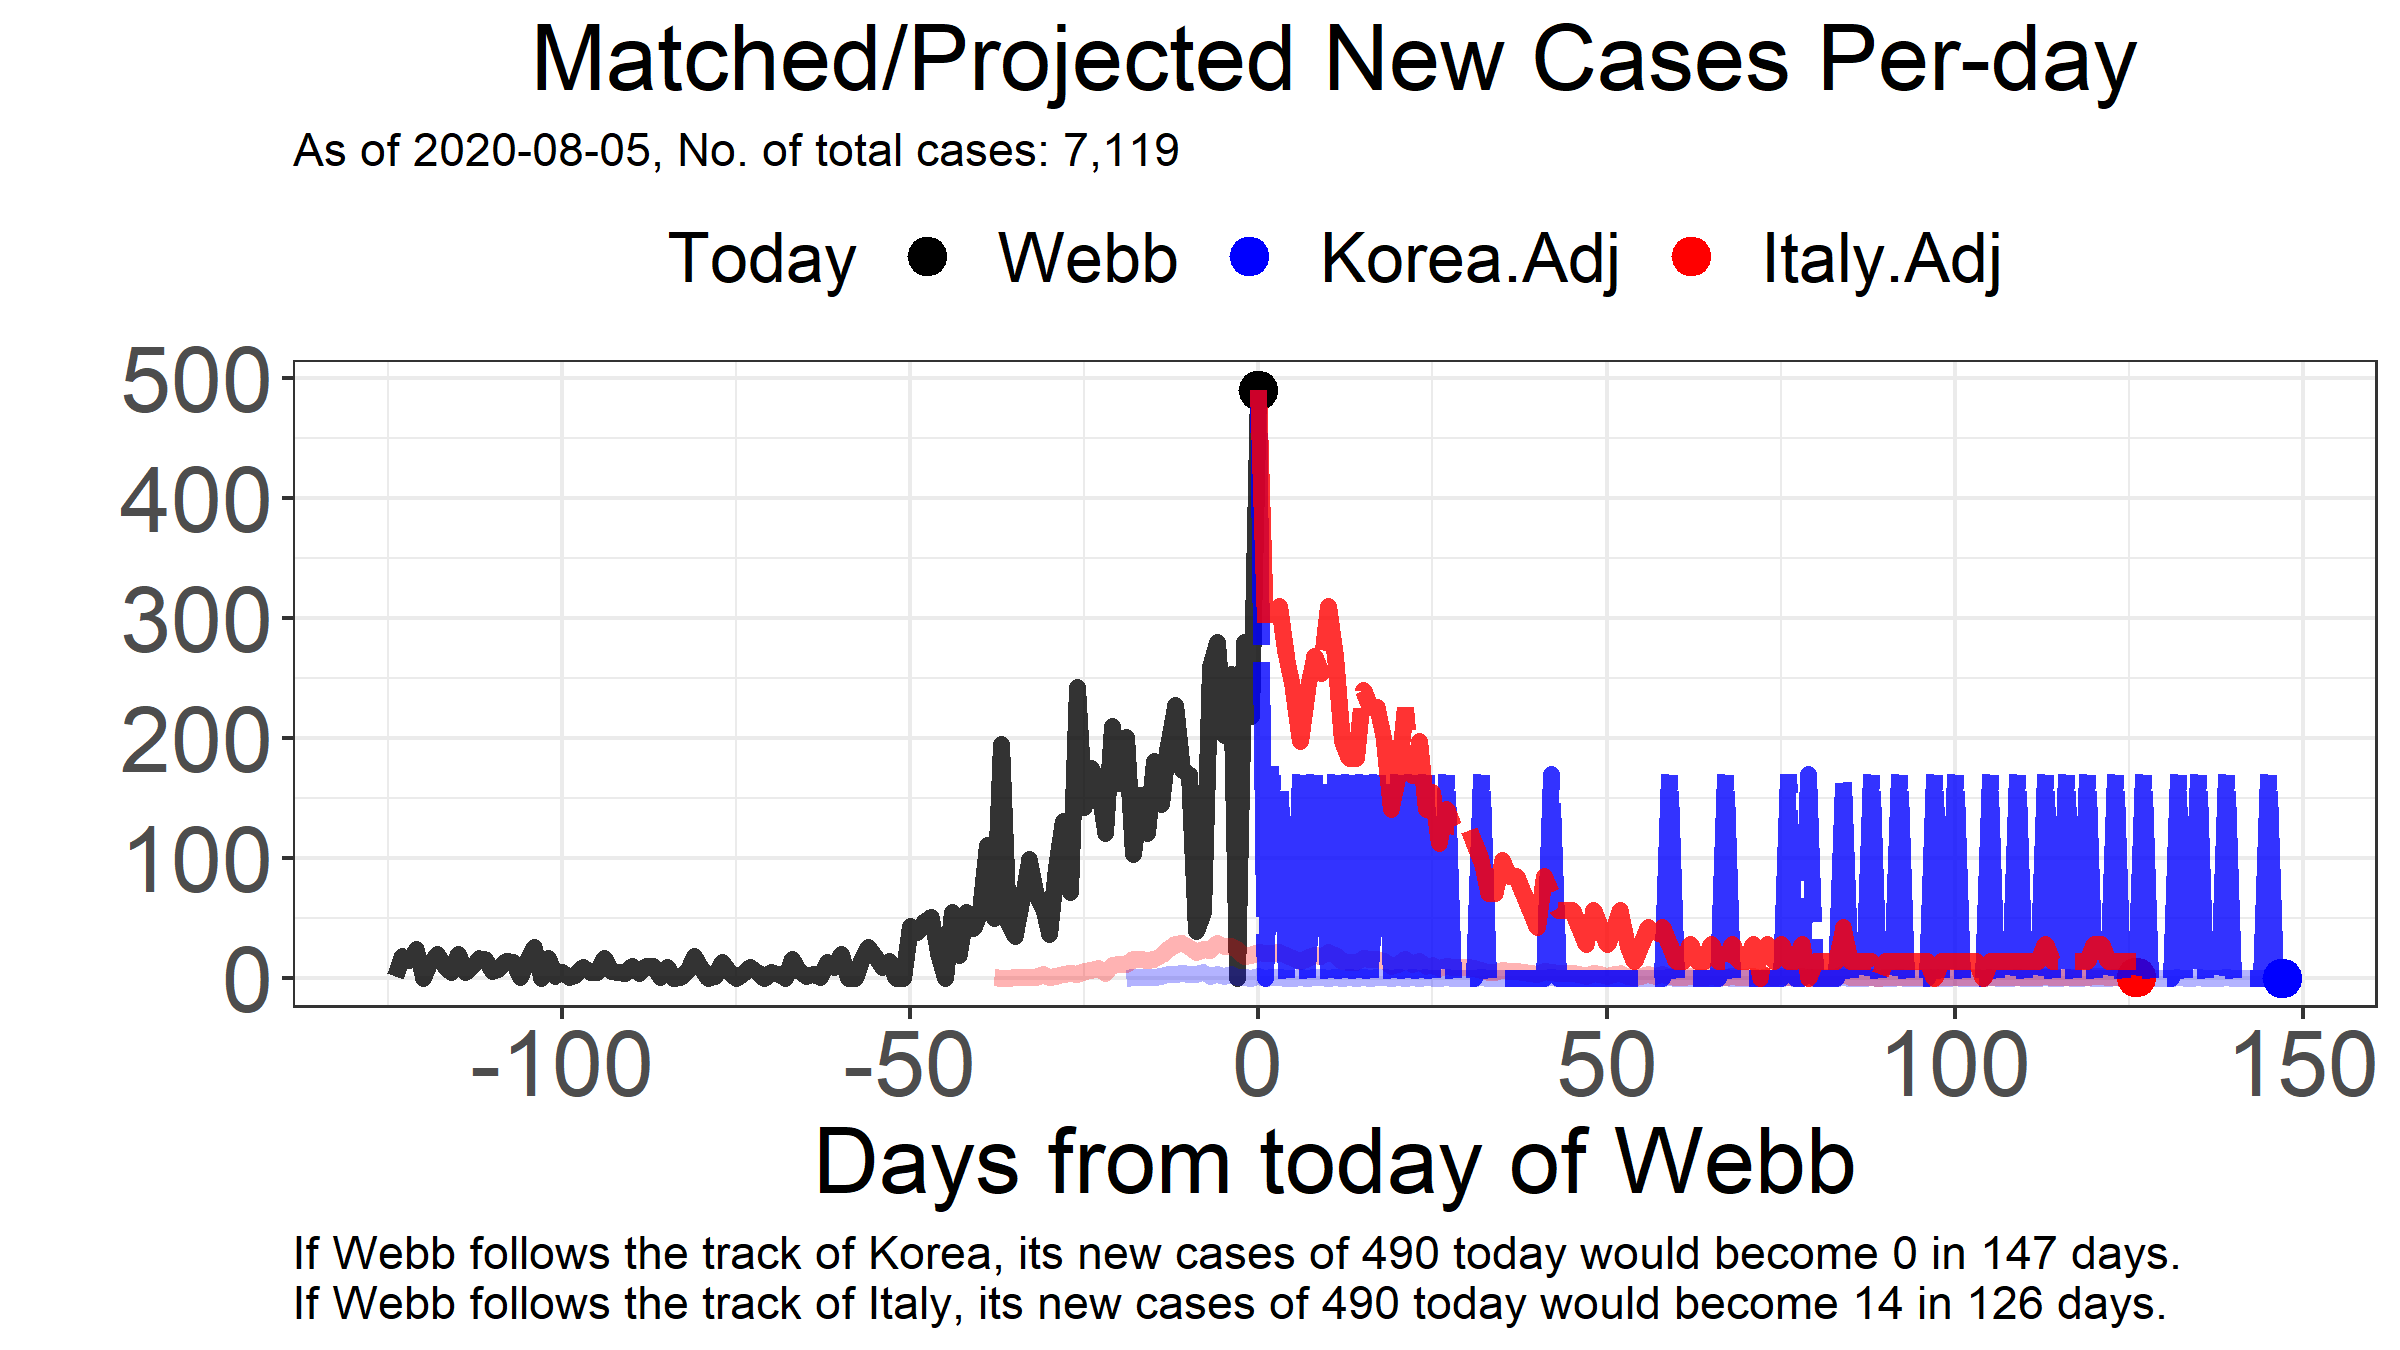 Matched/Projected New Cases Per-day
As of 2020-08-05, No. of total cases: 7,119
Today Webb Korea.Adj Italy.Adj
500
400
300
200
100
0
-100 -50 0 50 100 150
Days from today of Webb
If Webb follows the track of Korea, its new cases of 490 today would become 0 in 147 days.
If Webb follows the track of Italy, its new cases of 490 today would become 14 in 126 days.